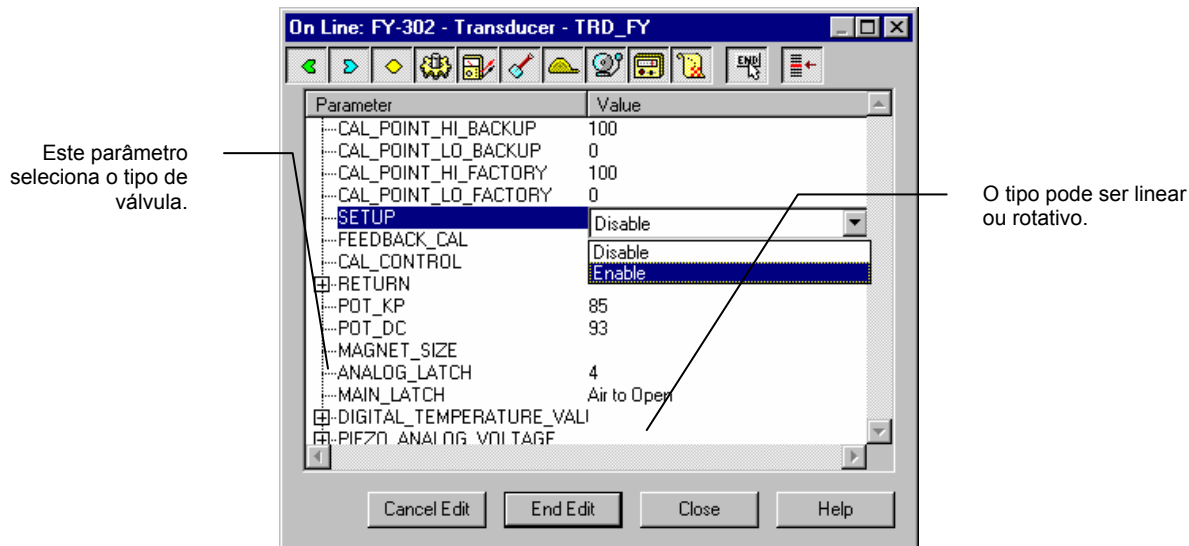 On Line: FY-302 - Transducer - TRD_FY
END
Parameter Value
CAL_POINT_HI_BACKUP 100
CAL_POINT_LO_BACKUP 0
CAL_POINT_HI_FACTORY 100
CAL_POINT_LO_FACTORY 0
SETUP Disable
FEEDBACK_CAL Disable
CAL_CONTROL Enable
RETURN
POT_KP 85
POT_DC 93
MAGNET_SIZE
ANALOG_LATCH 4
MAIN_LATCH Air to Open
DIGITAL_TEMPERATURE_VALU
PIEZO_ANALOG_VOLTAGE
Cancel Edit End Edit Close Help
Este parâmetro
seleciona o tipo de
válvula.
O tipo pode ser linear
ou rotativo.